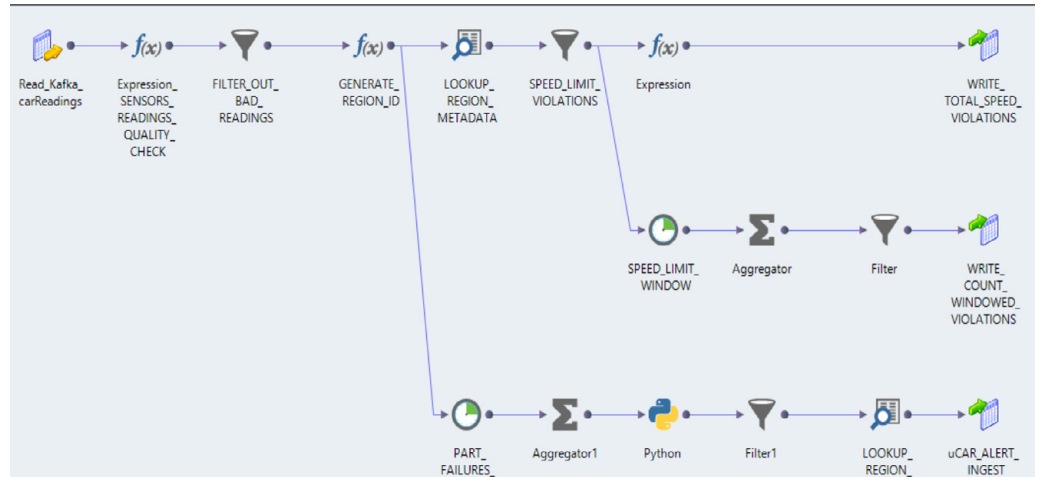 f(x)
f(x)
f(x)
Read_Kafka_
carReadings
Expression_
SENSORS_
READINGS_
QUALITY_
CHECK
FILTER_OUT_
BAD_
READINGS
GENERATE_
REGION_ID
LOOKUP_
REGION_
METADATA
SPEED_LIMIT_
VIOLATIONS
Expression
WRITE_
TOTAL_SPEED_
VIOLATIONS
Σ
SPEED_LIMIT_
WINDOW
Aggregator
Filter
WRITE_
COUNT_
WINDOWED_
VIOLATIONS
Σ
PART_
FAILURES_
Aggregator1
Python
Filter1
LOOKUP_
REGION_
uCAR_ALERT_
INGEST